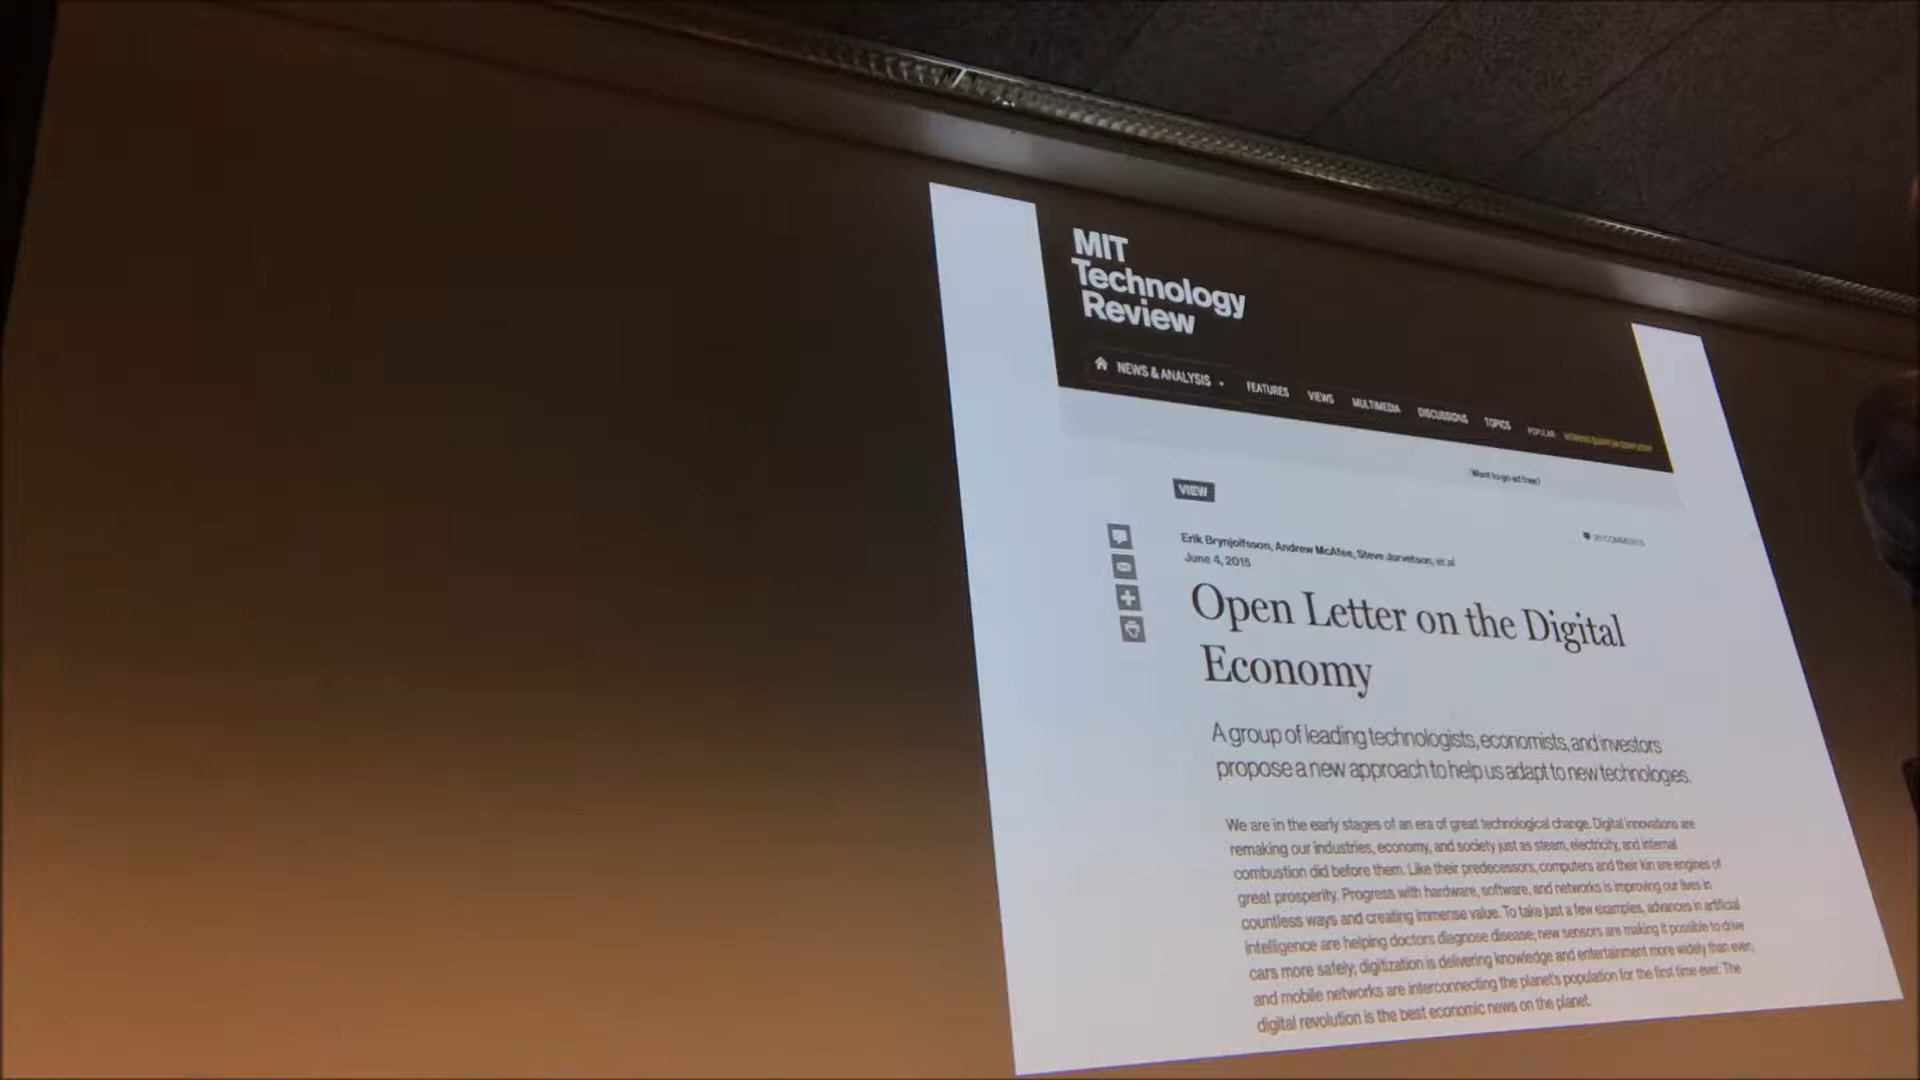 MIT
Technology
Review
NEWS & ANALYSIS
FEATURES
VIEWS
MULTIMEDIA
DISCUSSIONS
TOPICS
POPULAR
Want to go ad free?
VIEW
Erik Brynjolfsson, Andrew McAfee, Steve Jurvetson, et al
June 4, 2015
20 COMMENTS
Open Letter on the Digital
Economy
A group of leading technologists, economists, and investors
propose a new approach to help us adapt to new technologies.
We are in the early stages of an era of great technological change. Digital innovations are
remaking our industries, economy, and society just as steam, electricity, and internal
combustion did before them. Like their predecessors, computers and their kin are engines of
great prosperity. Progress with hardware, software, and networks is improving our lives in
countless ways and creating immense value. To take just a few examples, advances in artificial
intelligence are helping doctors diagnose disease; new sensors are making it possible to drive
cars more safely; digitization is delivering knowledge and entertainment more widely than ever;
and mobile networks are interconnecting the planet's population for the first time ever. The
digital revolution is the best economic news on the planet.